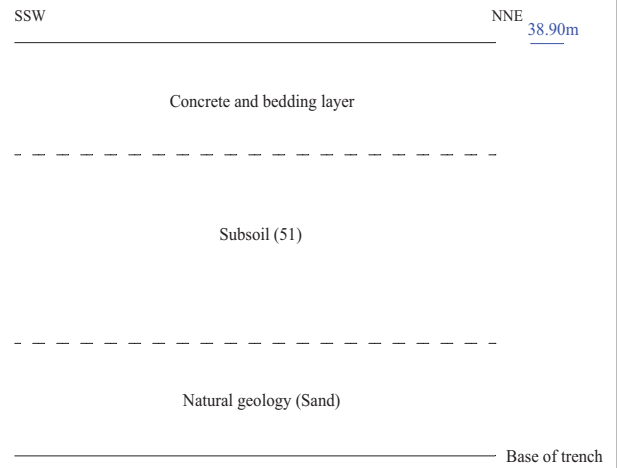 SSW
NNE
38.90m
Concrete and bedding layer
Subsoil (51)
Natural geology (Sand)
Base of trench